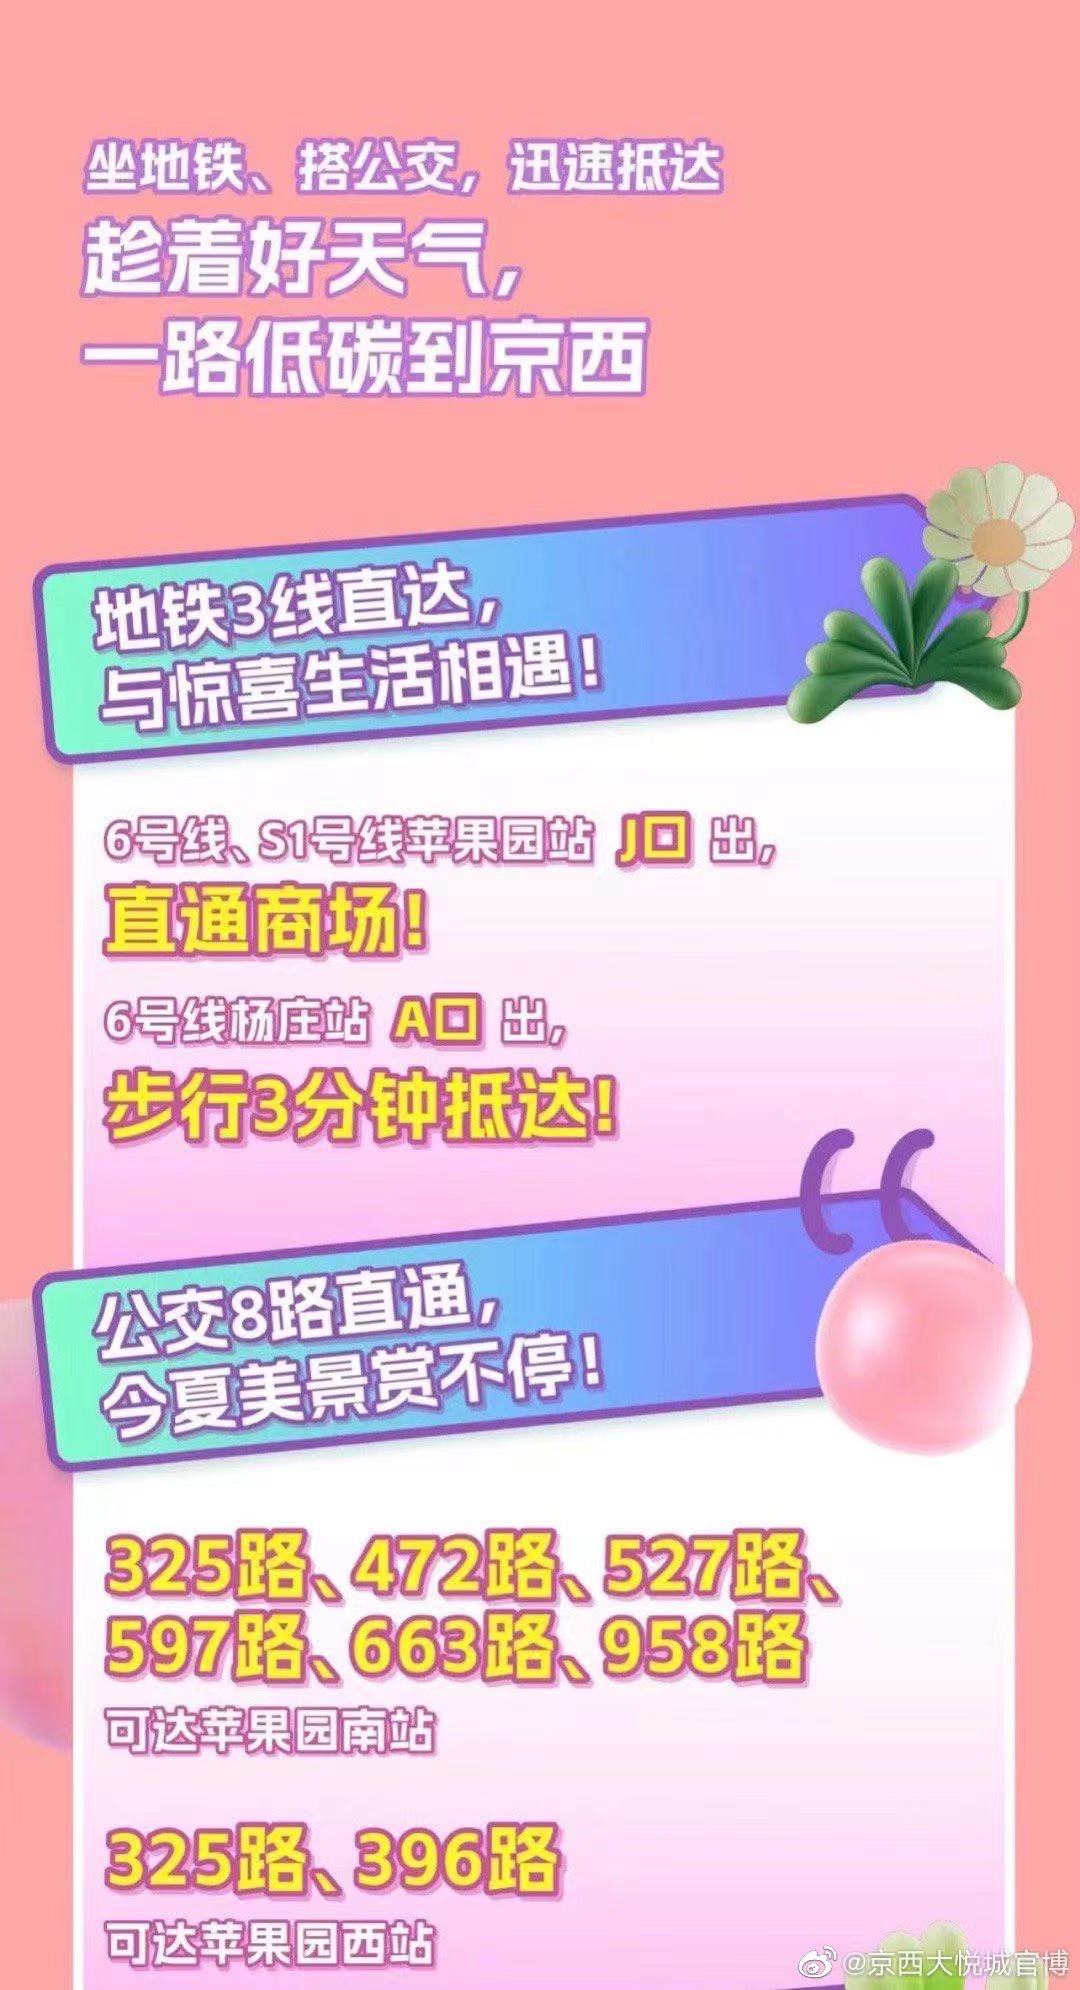 坐地铁、搭公交，迅速抵达
趁着好天气，
一路低碳到京西
地铁3线直达，
与惊喜生活相遇！
6号线、S1号线苹果园站 J口 出，
直通商场！
6号线杨庄站 A口 出，
步行3分钟抵达！
公交8路直通，
今夏美景赏不停！
325路、472路、527路、
597路、663路、958路
可达苹果园南站
325路、396路
可达苹果园西站
@京西大悦城官博